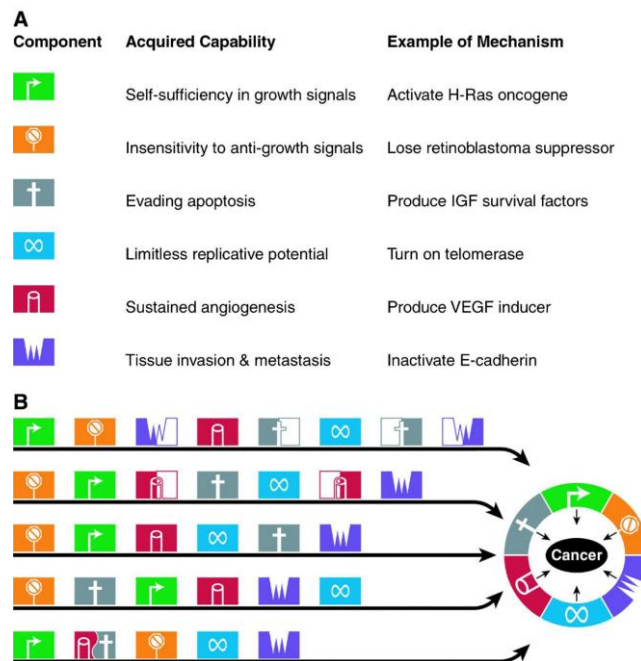 A
Component Acquired Capability Example of Mechanism
Self-sufficiency in growth signals Activate H-Ras oncogene
Insensitivity to anti-growth signals Lose retinoblastoma suppressor
Evading apoptosis Produce IGF survival factors
Limitless replicative potential Turn on telomerase
Sustained angiogenesis Produce VEGF inducer
Tissue invasion & metastasis Inactivate E-cadherin
B
Cancer